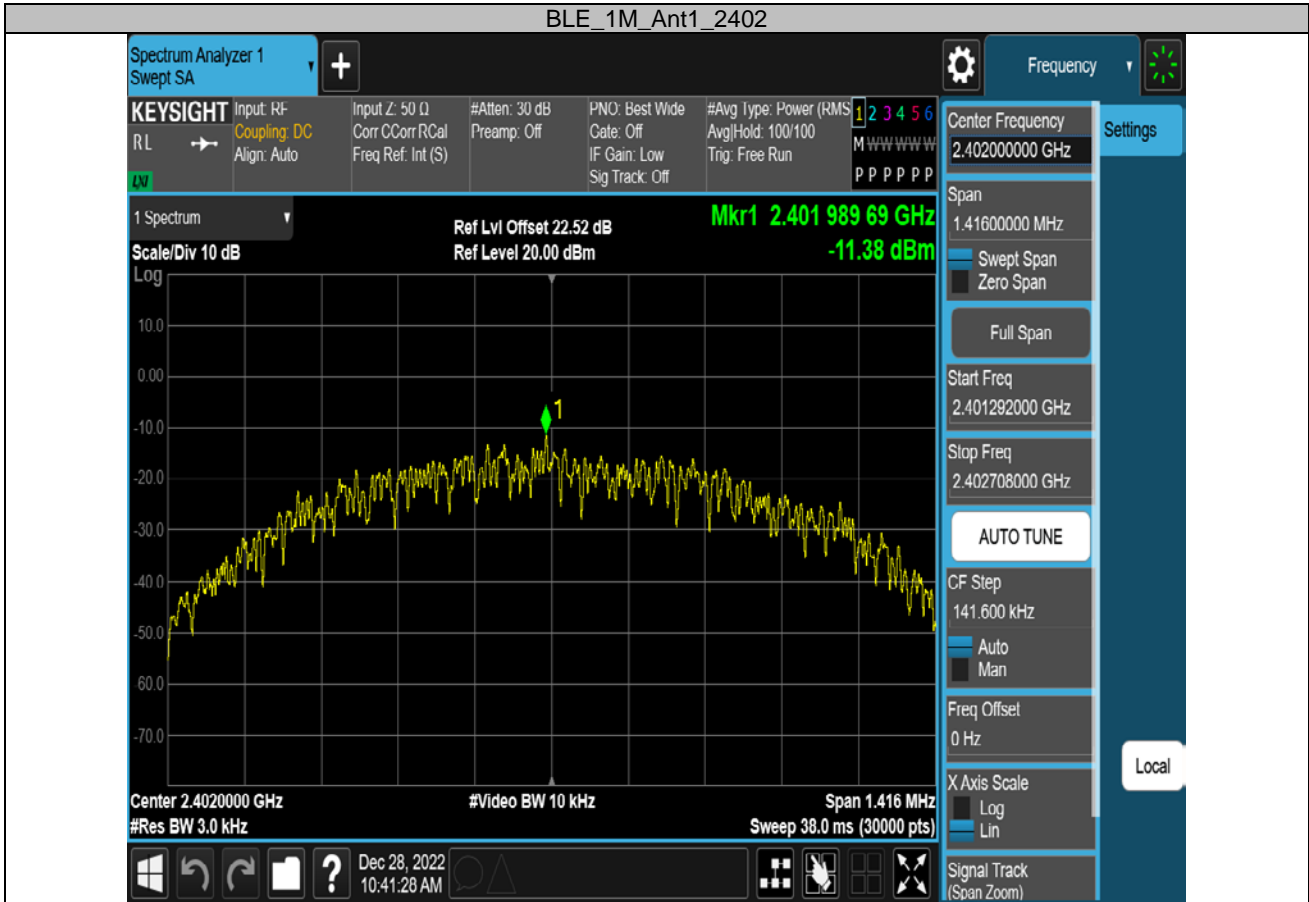 BLE_1M_Ant1_2402
Spectrum Analyzer 1
Swept SA
+
Frequency
KEYSIGHT
RL
LXI
Input: RF
Coupling: DC
Align: Auto
Input Z: 50 Ω
Corr CCorr RCal
Freq Ref: Int (S)
#Atten: 30 dB
Preamp: Off
PNO: Best Wide
Gate: Off
IF Gain: Low
Sig Track: Off
#Avg Type: Power (RMS
Avg|Hold: 100/100
Trig: Free Run
1 2 3 4 5 6
M W W W W W
P P P P P P
1 Spectrum
Scale/Div 10 dB
Ref Lvl Offset 22.52 dB
Ref Level 20.00 dBm
Mkr1 2.401 989 69 GHz
-11.38 dBm
Log
10.0
0.00
-10.0
-20.0
-30.0
-40.0
-50.0
-60.0
-70.0
1
Center 2.4020000 GHz
#Res BW 3.0 kHz
#Video BW 10 kHz
Span 1.416 MHz
Sweep 38.0 ms (30000 pts)
Center Frequency
2.402000000 GHz
Settings
Span
1.41600000 MHz
Swept Span
Zero Span
Full Span
Start Freq
2.401292000 GHz
Stop Freq
2.402708000 GHz
AUTO TUNE
CF Step
141.600 kHz
Auto
Man
Freq Offset
0 Hz
X Axis Scale
Log
Lin
Local
Signal Track
(Span Zoom)
?
Dec 28, 2022
10:41:28 AM